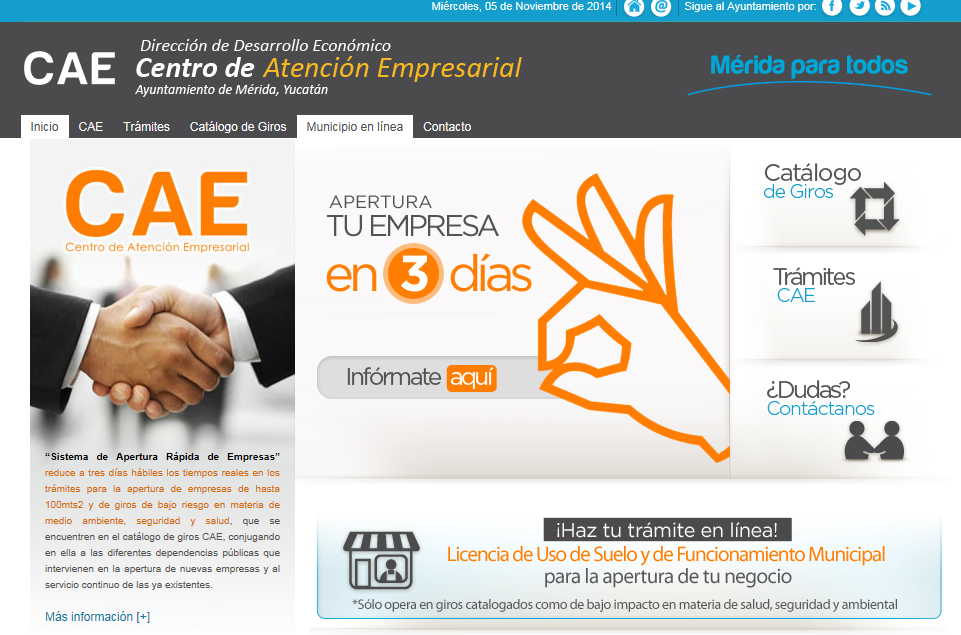 Miércoles, 05 de Noviembre de 2014
Sigue al Ayuntamiento por:
CAE
Dirección de Desarrollo Económico
Centro de Atención Empresarial
Ayuntamiento de Mérida, Yucatán
Mérida para todos
Inicio CAE Trámites Catálogo de Giros Municipio en línea Contacto
CAE
Centro de Atención Empresarial
“Sistema de Apertura Rápida de Empresas”
reduce a tres días hábiles los tiempos reales en los
trámites para la apertura de empresas de hasta
100mts2 y de giros de bajo riesgo en materia de
medio ambiente, seguridad y salud, que se
encuentren en el catálogo de giros CAE, conjugando
en ella a las diferentes dependencias públicas que
intervienen en la apertura de nuevas empresas y al
servicio continuo de las ya existentes.
Más información [+]
APERTURA
TU EMPRESA
en 3 días
Infórmate aquí
Catálogo
de Giros
Trámites
CAE
¿Dudas?
Contáctanos
¡Haz tu trámite en línea!
Licencia de Uso de Suelo y de Funcionamiento Municipal
para la apertura de tu negocio
*Sólo opera en giros catalogados como de bajo impacto en materia de salud, seguridad y ambiental